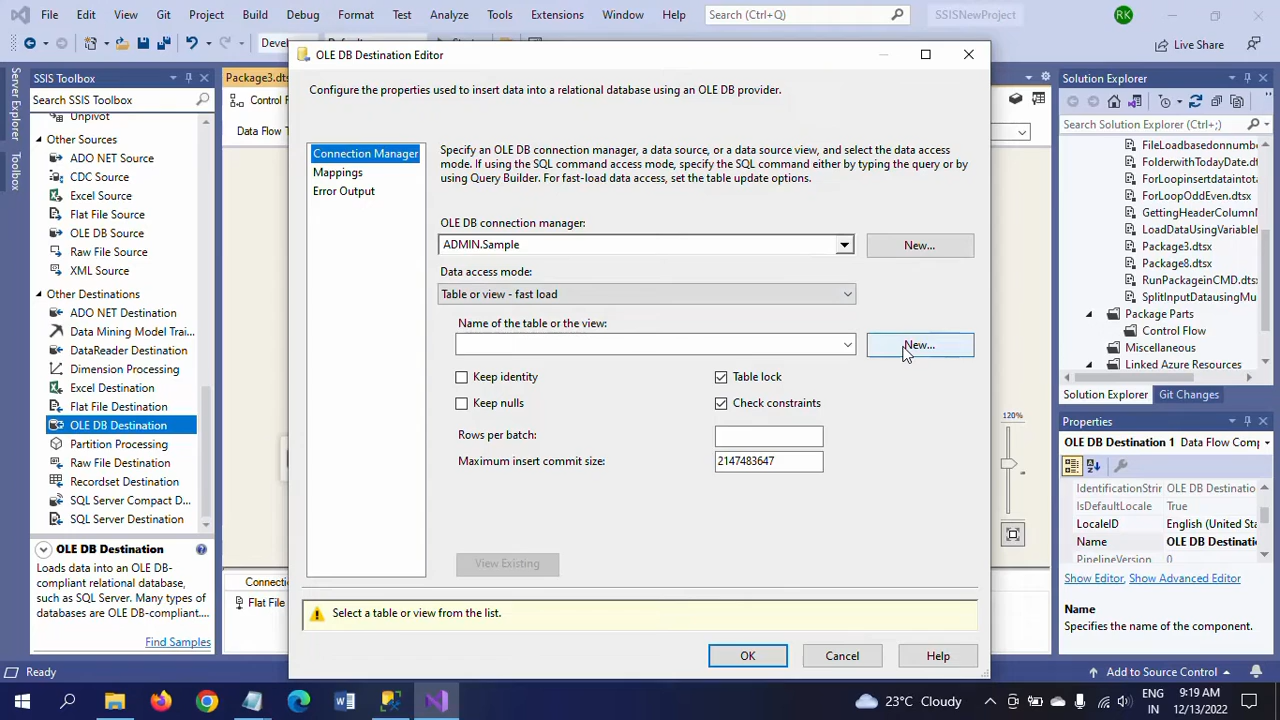 File Edit View Git Project Build Debug Format Test Analyze Tools Extensions Window Help Search (Ctrl+Q) SSISNewProject RK
Live Share
SSIS Toolbox
Search SSIS Toolbox
Unpivot
Other Sources
ADO NET Source
CDC Source
Excel Source
Flat File Source
OLE DB Source
Raw File Source
XML Source
Other Destinations
ADO NET Destination
Data Mining Model Trai...
DataReader Destination
Dimension Processing
Excel Destination
Flat File Destination
OLE DB Destination
Partition Processing
Raw File Destination
Recordset Destination
SQL Server Compact D...
SQL Server Destination
OLE DB Destination
Loads data into an OLE DB-
compliant relational database,
such as SQL Server. Many types of
databases are OLE DB-compliant...
Find Samples
Server Explorer
Toolbox
Package3.dts
Control F
Data Flow T
Connectio
Flat File
OLE DB Destination Editor
Configure the properties used to insert data into a relational database using an OLE DB provider.
Connection Manager
Mappings
Error Output
Specify an OLE DB connection manager, a data source, or a data source view, and select the data access
mode. If using the SQL command access mode, specify the SQL command either by typing the query or by
using Query Builder. For fast-load data access, set the table update options.
OLE DB connection manager:
ADMIN.Sample New...
Data access mode:
Table or view - fast load
Name of the table or the view:
New...
Keep identity Table lock
Keep nulls Check constraints
Rows per batch:
Maximum insert commit size: 2147483647
View Existing
Select a table or view from the list.
OK Cancel Help
120%
Solution Explorer
Search Solution Explorer (Ctrl+;)
FileLoadbasedonnumb
FolderwithTodayDate.d
ForLoopinsertdataintota
ForLoopOddEven.dtsx
GettingHeaderColumnN
LoadDataUsingVariable
Package3.dtsx
Package8.dtsx
RunPackageinCMD.dtsx
SplitInputDatausingMu
Package Parts
Control Flow
Miscellaneous
Linked Azure Resources
Solution Explorer Git Changes
Properties
OLE DB Destination 1 Data Flow Comp
IdentificationStrin OLE DB Destinatio
IsDefaultLocale True
LocaleID English (United Sta
Name OLE DB Destinatio
PipelineVersion 0
Show Editor, Show Advanced Editor
Name
Specifies the name of the component.
Ready Add to Source Control
23°C Cloudy ENG IN 9:19 AM 12/13/2022